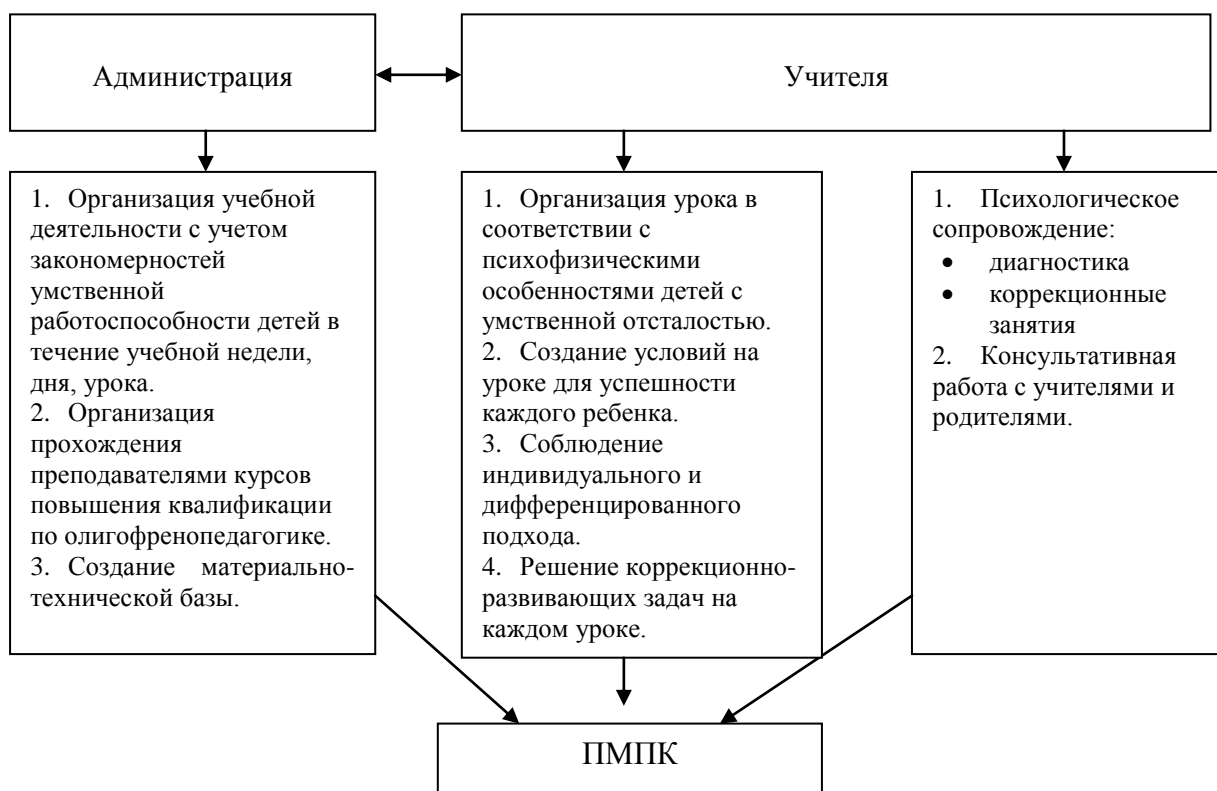 Администрация
Учителя
1. Организация учебной
деятельности с учетом
закономерностей
умственной
работоспособности детей в
течение учебной недели,
дня, урока.
2. Организация
прохождения
преподавателями курсов
повышения квалификации
по олигофренопедагогике.
3. Создание материально-
технической базы.
1. Организация урока в
соответствии с
психофизическими
особенностями детей с
умственной отсталостью.
2. Создание условий на
уроке для успешности
каждого ребенка.
3. Соблюдение
индивидуального и
дифференцированного
подхода.
4. Решение коррекционно-
развивающих задач на
каждом уроке.
1. Психологическое
сопровождение:
• диагностика
• коррекционные
занятия
2. Консультативная
работа с учителями и
родителями.
ПМПК